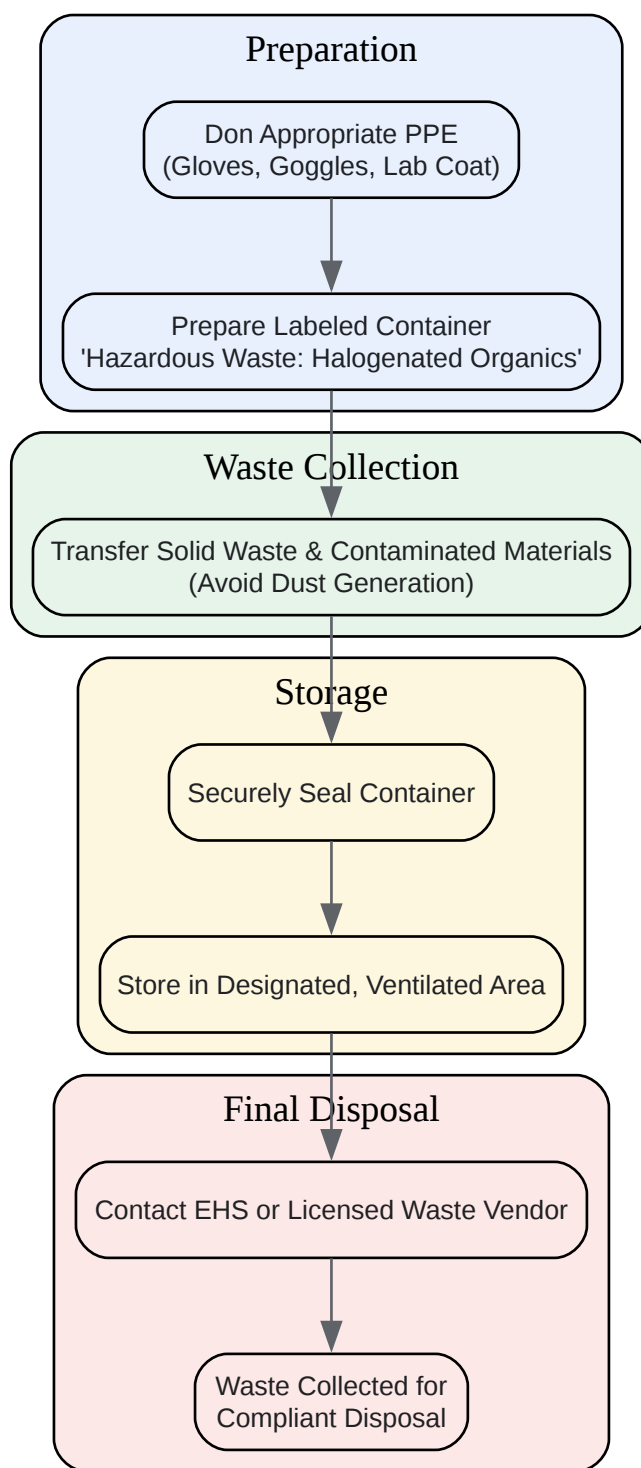 Preparation
Don Appropriate PPE
(Gloves, Goggles, Lab Coat)
Prepare Labeled Container
'Hazardous Waste: Halogenated Organics'
Waste Collection
Transfer Solid Waste & Contaminated Materials
(Avoid Dust Generation)
Storage
Securely Seal Container
Store in Designated, Ventilated Area
Final Disposal
Contact EHS or Licensed Waste Vendor
Waste Collected for
Compliant Disposal